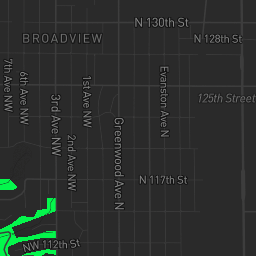 N 130th St
BROADVIEW
N 128th St
7th Ave NW
6th Ave NW
3rd Ave NW
1st Ave NW
2nd Ave NW
Greenwood Ave N
Evanston Ave N
125th Street
N 117th St
NW 112th St